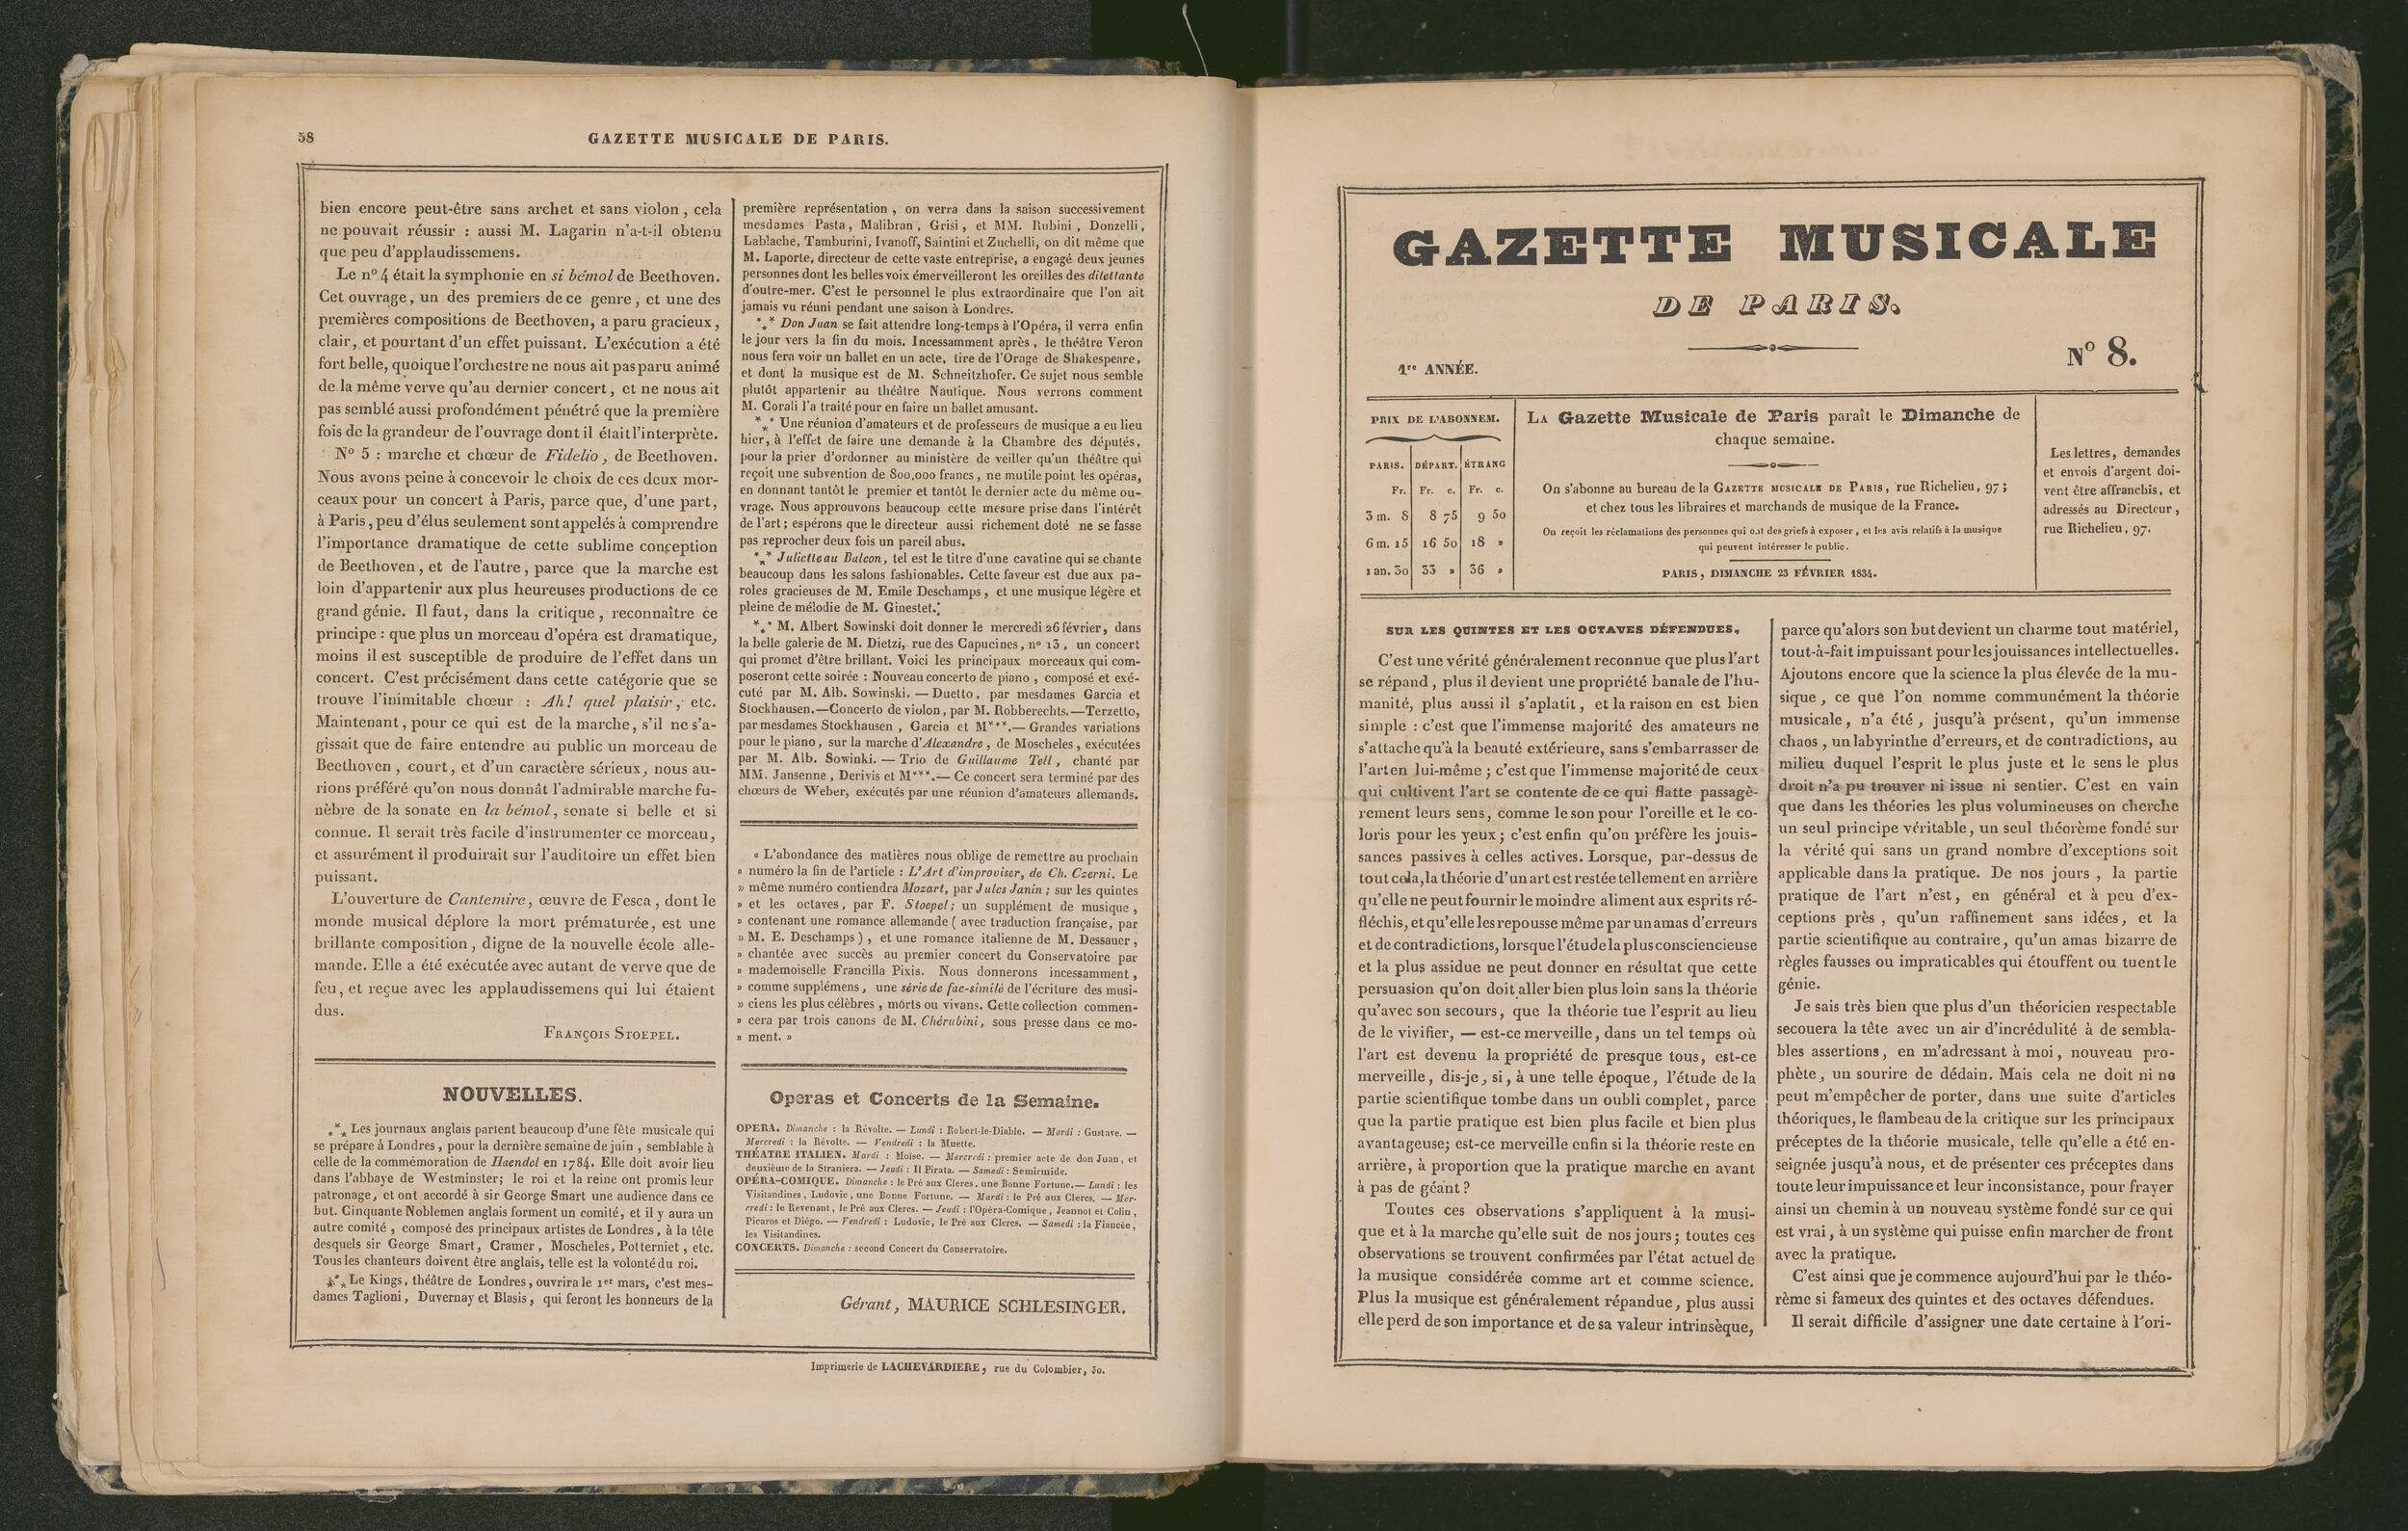 58
GAZETTE MUSICALE DE PARIS.
bien encore peut-être sans archet et sans violon, cela
ne pouvait réussir : aussi M. Lagarin n'a-t-il obtenu
que peu d'applaudissemens.
Le n° 4 était la symphonie en si bémol de Beethoven.
Cet ouvrage, un des premiers de ce genre, et une des
premières compositions de Beethoven, a paru gracieux,
clair, et pourtant d'un effet puissant. L'exécution a été
fort belle, quoique l'orchestre ne nous ait pas paru animé
de la même verve qu'au dernier concert, et ne nous ait
pas semblé aussi profondément pénétré que la première
fois de la grandeur de l'ouvrage dont il était l'interprète.
N° 5 : marche et chœur de Fidelio, de Beethoven.
Nous avons peine à concevoir le choix de ces deux mor-
ceaux pour un concert à Paris, parce que, d'une part,
à Paris, peu d'élus seulement sont appelés à comprendre
l'importance dramatique de cette sublime conception
de Beethoven, et de l'autre, parce que la marche est
loin d'appartenir aux plus heureuses productions de ce
grand génie. Il faut, dans la critique, reconnaître ce
principe : que plus un morceau d'opéra est dramatique,
moins il est susceptible de produire de l'effet dans un
concert. C'est précisément dans cette catégorie que se
trouve l'inimitable chœur : Ah! quel plaisir, etc.
Maintenant, pour ce qui est de la marche, s'il ne s'a-
gissait que de faire entendre au public un morceau de
Beethoven, court, et d'un caractère sérieux, nous au-
rions préféré qu'on nous donnât l'admirable marche fu-
nèbre de la sonate en la bémol, sonate si belle et si
connue. Il serait très facile d'instrumenter ce morceau,
et assurément il produirait sur l'auditoire un effet bien
puissant.
L'ouverture de Cantemire, œuvre de Fesca, dont le
monde musical déplore la mort prématurée, est une
brillante composition, digne de la nouvelle école alle-
mande. Elle a été exécutée avec autant de verve que de
feu, et reçue avec les applaudissemens qui lui étaient
dus.
FRANÇOIS STOEPEL.
NOUVELLES.
*** Les journaux anglais parlent beaucoup d'une fête musicale qui
se prépare à Londres, pour la dernière semaine de juin, semblable à
celle de la commémoration de Haendel en 1784. Elle doit avoir lieu
dans l'abbaye de Westminster; le roi et la reine ont promis leur
patronage, et ont accordé à sir George Smart une audience dans ce
but. Cinquante Noblemen anglais forment un comité, et il y aura un
autre comité, composé des principaux artistes de Londres, à la tête
desquels sir George Smart, Cramer, Moscheles, Potterniet, etc.
Tous les chanteurs doivent être anglais, telle est la volonté du roi.
*** Le Kings, théâtre de Londres, ouvrira le 1er mars, c'est mes-
dames Taglioni, Duvernay et Blasis, qui feront les honneurs de la
première représentation, on verra dans la saison successivement
mesdames Pasta, Malibran, Grisi, et MM. Rubini, Donzelli,
Lablache, Tamburini, Ivanoff, Saintini et Zuchelli, on dit même que
M. Laporte, directeur de cette vaste entreprise, a engagé deux jeunes
personnes dont les belles voix émerveilleront les oreilles des dilettante
d'outre-mer. C'est le personnel le plus extraordinaire que l'on ait
jamais vu réuni pendant une saison à Londres.
*** Don Juan se fait attendre long-temps à l'Opéra, il verra enfin
le jour vers la fin du mois. Incessamment après, le théâtre Veron
nous fera voir un ballet en un acte, tire de l'Orage de Shakespeare,
et dont la musique est de M. Schneitzhofer. Ce sujet nous semble
plutôt appartenir au théâtre Nautique. Nous verrons comment
M. Corali l'a traité pour en faire un ballet amusant.
*** Une réunion d'amateurs et de professeurs de musique a eu lieu
hier, à l'effet de faire une demande à la Chambre des députés,
pour la prier d'ordonner au ministère de veiller qu'un théâtre qui
reçoit une subvention de 800,000 francs, ne mutile point les opéras,
en donnant tantôt le premier et tantôt le dernier acte du même ou-
vrage. Nous approuvons beaucoup cette mesure prise dans l'intérêt
de l'art; espérons que le directeur aussi richement doté ne se fasse
pas reprocher deux fois un pareil abus.
*** Juliette au Balcon, tel est le titre d'une cavatine qui se chante
beaucoup dans les salons fashionables. Cette faveur est due aux pa-
roles gracieuses de M. Emile Deschamps, et une musique légère et
pleine de mélodie de M. Ginestet.
*** M. Albert Sowinski doit donner le mercredi 26 février, dans
la belle galerie de M. Dietzi, rue des Capucines, n° 13, un concert
qui promet d'être brillant. Voici les principaux morceaux qui com-
poseront cette soirée : Nouveau concerto de piano, composé et exé-
cuté par M. Alb. Sowinski. — Duetto, par mesdames Garcia et
Stockhausen.—Concerto de violon, par M. Robberechts.—Terzetto,
par mesdames Stockhausen, Garcia et M***.— Grandes variations
pour le piano, sur la marche d'Alexandre, de Moscheles, exécutées
par M. Alb. Sowinki. — Trio de Guillaume Tell, chanté par
MM. Jansenne, Derivis et M***.— Ce concert sera terminé par des
chœurs de Weber, exécutés par une réunion d'amateurs allemands.
« L'abondance des matières nous oblige de remettre au prochain
» numéro la fin de l'article : L'Art d'improviser, de Ch. Czerni. Le
» même numéro contiendra Mozart, par Jules Janin; sur les quintes
» et les octaves, par F. Stoepel; un supplément de musique,
» contenant une romance allemande (avec traduction française, par
» M. E. Deschamps), et une romance italienne de M. Dessauer,
» chantée avec succès au premier concert du Conservatoire par
» mademoiselle Francilla Pixis. Nous donnerons incessamment,
» comme supplémens, une série de fac-simile de l'écriture des musi-
» ciens les plus célèbres, morts ou vivans. Cette collection commen-
» cera par trois canons de M. Chérubini, sous presse dans ce mo-
» ment. »
Operas et Concerts de la Semaine.
OPERA. Dimanche : la Révolte. — Lundi : Robert-le-Diable. — Mardi : Gustave. —
Mercredi : la Révolte. — Vendredi : la Muette.
THÉATRE ITALIEN. Mardi : Moïse. — Mercredi : premier acte de don Juan, et
deuxième de la Straniera. — Jeudi : Il Pirata. — Samedi : Semirmide.
OPÉRA-COMIQUE. Dimanche : le Pré aux Clercs, une Bonne Fortune.— Lundi : les
Visitandines, Ludovic, une Bonne Fortune. — Mardi : le Pré aux Clercs. — Mer-
credi : le Revenant, le Pré aux Clercs. — Jeudi : l'Opéra-Comique, Jeannot et Colin,
Picaros et Diégo. — Vendredi : Ludovic, le Pré aux Clercs. — Samedi : la Fiancée,
les Visitandines.
CONCERTS. Dimanche : second Concert du Conservatoire.
Gérant, MAURICE SCHLESINGER.
Imprimerie de LACHEVARDIERE, rue du Colombier, 30.
GAZETTE MUSICALE
DE PARIS.
1re ANNÉE.
N° 8.
PRIX DE L'ABONNEM.
PARIS. DÉPART. ÉTRANG
Fr. Fr. c. Fr. c.
3 m. 8 8 75 9 50
6 m. 15 16 50 18 »
1 an. 30 33 » 36 »
LA Gazette Musicale de Paris paraît le Dimanche de
chaque semaine.
On s'abonne au bureau de la GAZETTE MUSICALE DE PARIS, rue Richelieu, 97;
et chez tous les libraires et marchands de musique de la France.
On reçoit les réclamations des personnes qui ont des griefs à exposer, et les avis relatifs à la musique
qui peuvent intéresser le public.
PARIS, DIMANCHE 23 FÉVRIER 1834.
Les lettres, demandes
et envois d'argent doi-
vent être affranchis, et
adressés au Directeur,
rue Richelieu, 97.
SUR LES QUINTES ET LES OCTAVES DÉFENDUES.
C'est une vérité généralement reconnue que plus l'art
se répand, plus il devient une propriété banale de l'hu-
manité, plus aussi il s'aplatit, et la raison en est bien
simple : c'est que l'immense majorité des amateurs ne
s'attache qu'à la beauté extérieure, sans s'embarrasser de
l'art en lui-même; c'est que l'immense majorité de ceux
qui cultivent l'art se contente de ce qui flatte passagè-
rement leurs sens, comme le son pour l'oreille et le co-
loris pour les yeux; c'est enfin qu'on préfère les jouis-
sances passives à celles actives. Lorsque, par-dessus de
tout cela, la théorie d'un art est restée tellement en arrière
qu'elle ne peut fournir le moindre aliment aux esprits ré-
fléchis, et qu'elle les repousse même par un amas d'erreurs
et de contradictions, lorsque l'étude la plus consciencieuse
et la plus assidue ne peut donner en résultat que cette
persuasion qu'on doit aller bien plus loin sans la théorie
qu'avec son secours, que la théorie tue l'esprit au lieu
de le vivifier, — est-ce merveille, dans un tel temps où
l'art est devenu la propriété de presque tous, est-ce
merveille, dis-je, si, à une telle époque, l'étude de la
partie scientifique tombe dans un oubli complet, parce
que la partie pratique est bien plus facile et bien plus
avantageuse; est-ce merveille enfin si la théorie reste en
arrière, à proportion que la pratique marche en avant
à pas de géant?
Toutes ces observations s'appliquent à la musi-
que et à la marche qu'elle suit de nos jours; toutes ces
observations se trouvent confirmées par l'état actuel de
la musique considérée comme art et comme science.
Plus la musique est généralement répandue, plus aussi
elle perd de son importance et de sa valeur intrinsèque,
parce qu'alors son but devient un charme tout matériel,
tout-à-fait impuissant pour les jouissances intellectuelles.
Ajoutons encore que la science la plus élevée de la mu-
sique, ce que l'on nomme communément la théorie
musicale, n'a été, jusqu'à présent, qu'un immense
chaos, un labyrinthe d'erreurs, et de contradictions, au
milieu duquel l'esprit le plus juste et le sens le plus
droit n'a pu trouver ni issue ni sentier. C'est en vain
que dans les théories les plus volumineuses on cherche
un seul principe véritable, un seul théorème fondé sur
la vérité qui sans un grand nombre d'exceptions soit
applicable dans la pratique. De nos jours, la partie
pratique de l'art n'est, en général et à peu d'ex-
ceptions près, qu'un raffinement sans idées, et la
partie scientifique au contraire, qu'un amas bizarre de
règles fausses ou impraticables qui étouffent ou tuent le
génie.
Je sais très bien que plus d'un théoricien respectable
secouera la tête avec un air d'incrédulité à de sembla-
bles assertions, en m'adressant à moi, nouveau pro-
phète, un sourire de dédain. Mais cela ne doit ni ne
peut m'empêcher de porter, dans une suite d'articles
théoriques, le flambeau de la critique sur les principaux
préceptes de la théorie musicale, telle qu'elle a été en-
seignée jusqu'à nous, et de présenter ces préceptes dans
toute leur impuissance et leur inconsistance, pour frayer
ainsi un chemin à un nouveau système fondé sur ce qui
est vrai, à un système qui puisse enfin marcher de front
avec la pratique.
C'est ainsi que je commence aujourd'hui par le théo-
rème si fameux des quintes et des octaves défendues.
Il serait difficile d'assigner une date certaine à l'ori-